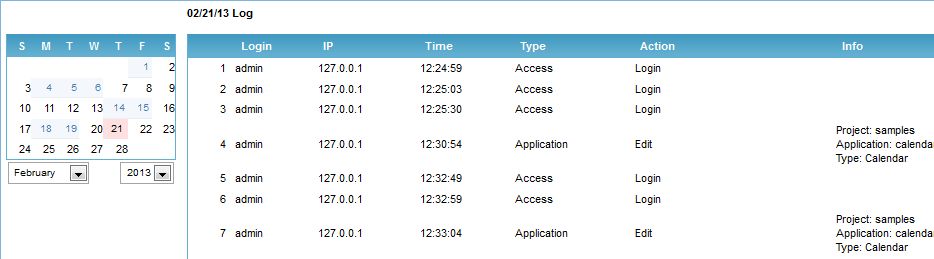 02/21/13 Log
S M T W T F S
1 2
3 4 5 6 7 8 9
10 11 12 13 14 15 16
17 18 19 20 21 22 23
24 25 26 27 28
February 2013
Login IP Time Type Action Info
1 admin 127.0.0.1 12:24:59 Access Login
2 admin 127.0.0.1 12:25:03 Access Login
3 admin 127.0.0.1 12:25:30 Access Login
Project: samples
4 admin 127.0.0.1 12:30:54 Application Edit Application: calenda
Type: Calendar
5 admin 127.0.0.1 12:32:49 Access Login
6 admin 127.0.0.1 12:32:59 Access Login
Project: samples
7 admin 127.0.0.1 12:33:04 Application Edit Application: calenda
Type: Calendar